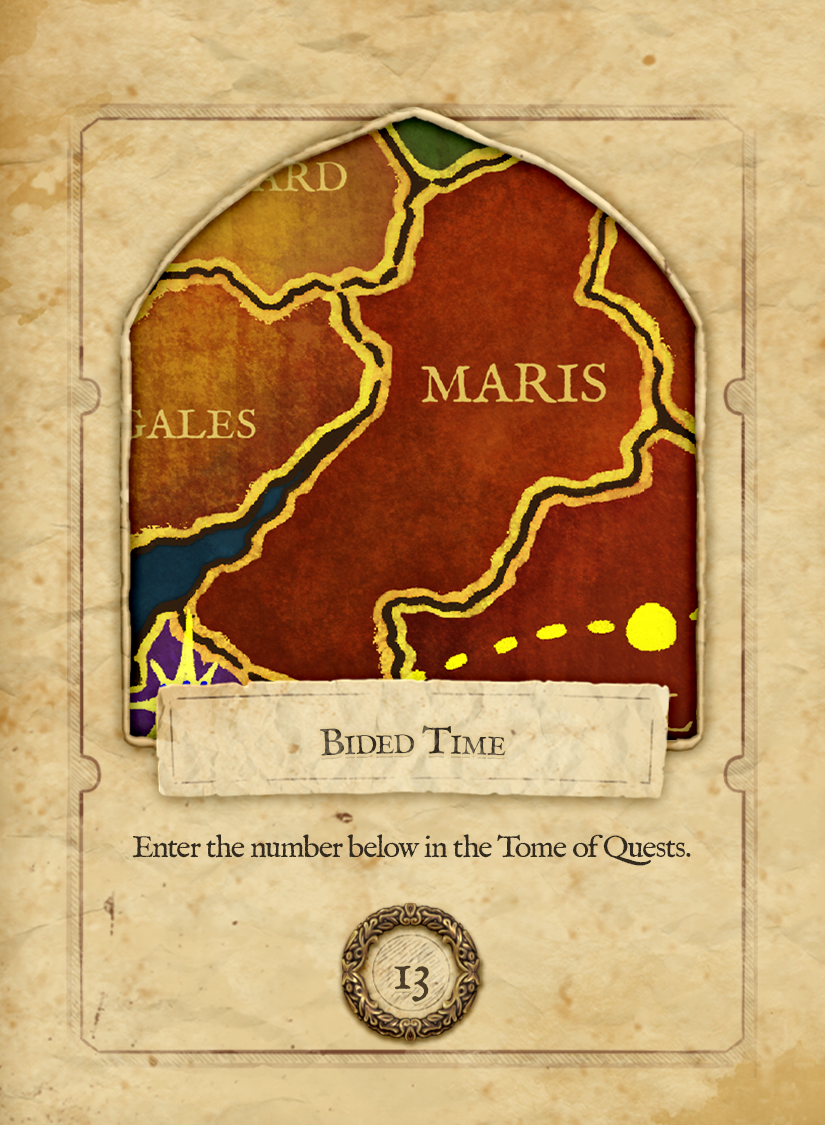 ARD
MARIS
GALES
Bided Time
Enter the number below in the Tome of Quests.
13